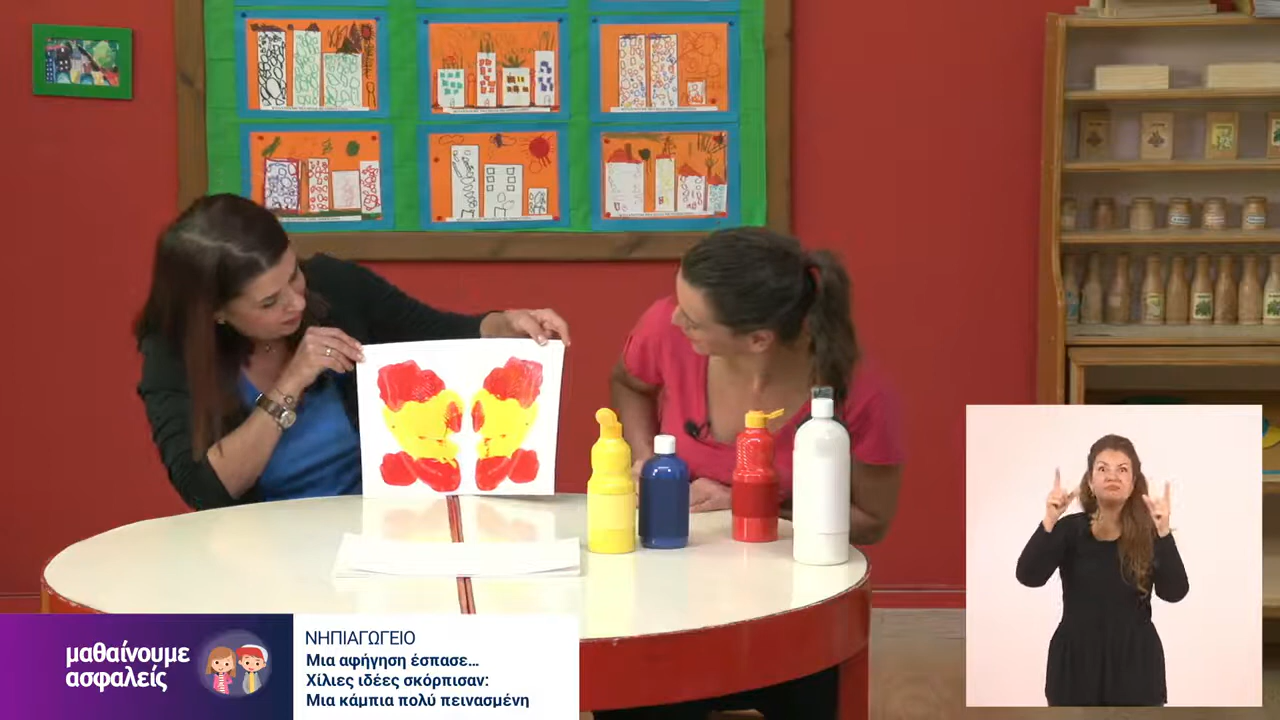 μαθαίνουμε
ασφαλείς
ΝΗΠΙΑΓΩΓΕΙΟ
Μια αφήγηση έσπασε...
Χίλιες ιδέες σκόρπισαν:
Μια κάμπια πολύ πεινασμένη